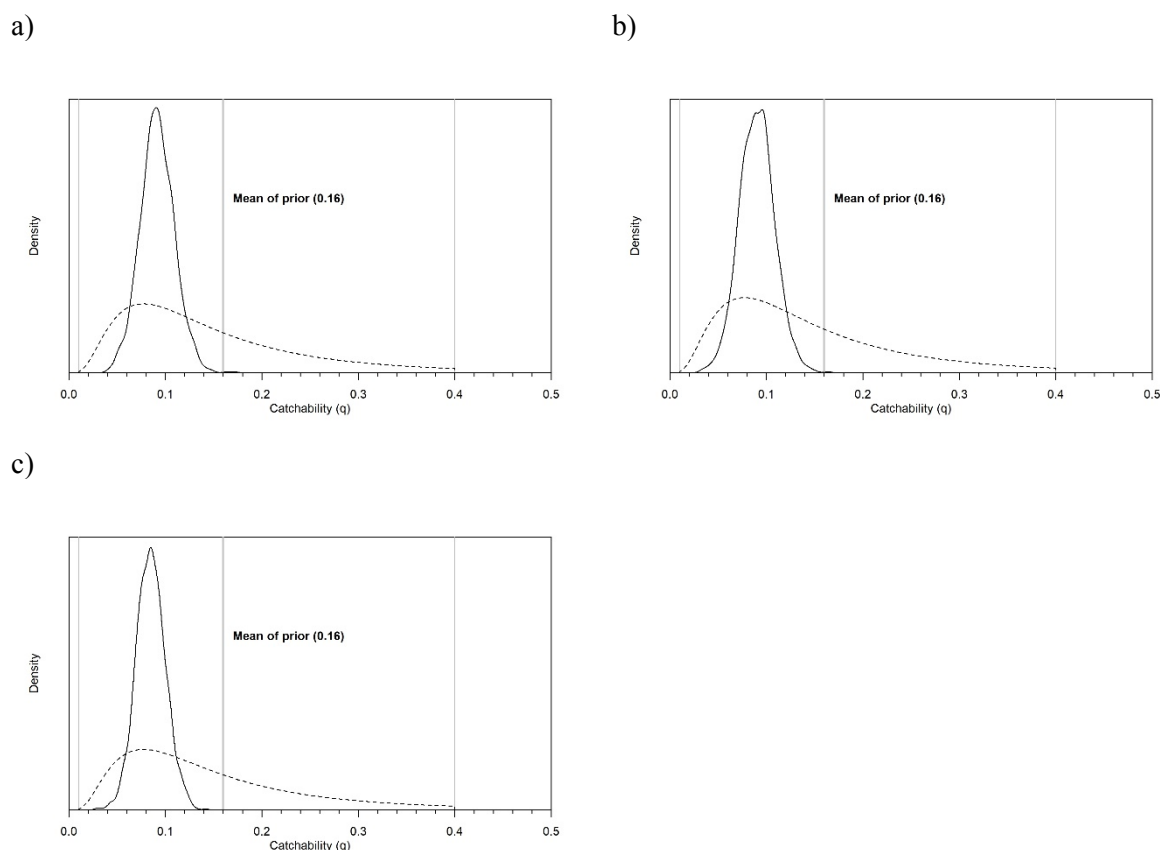 a)
b)
Density
Mean of prior (0.16)
0.0 0.1 0.2 0.3 0.4 0.5
Catchability (q)
Density
Mean of prior (0.16)
0.0 0.1 0.2 0.3 0.4 0.5
Catchability (q)
c)
Density
Mean of prior (0.16)
0.0 0.1 0.2 0.3 0.4 0.5
Catchability (q)